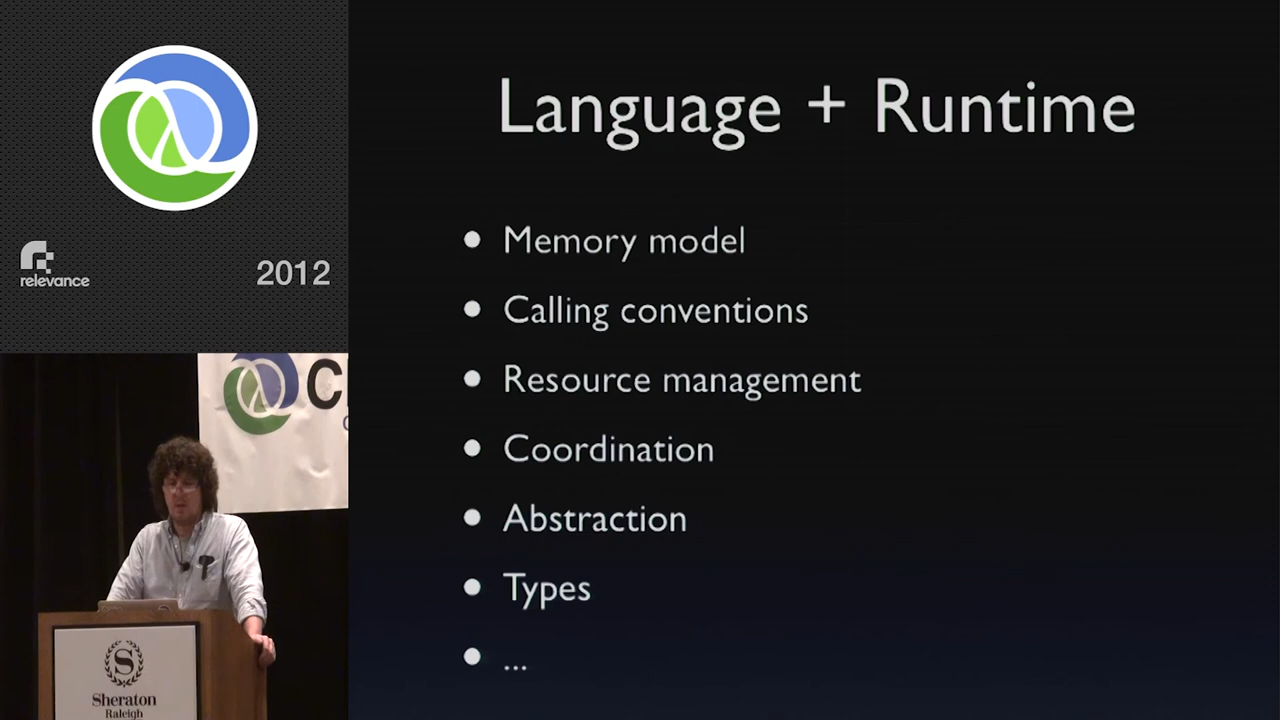 relevance
2012
C
Sheraton
Raleigh
Language + Runtime
• Memory model
• Calling conventions
• Resource management
• Coordination
• Abstraction
• Types
• ...